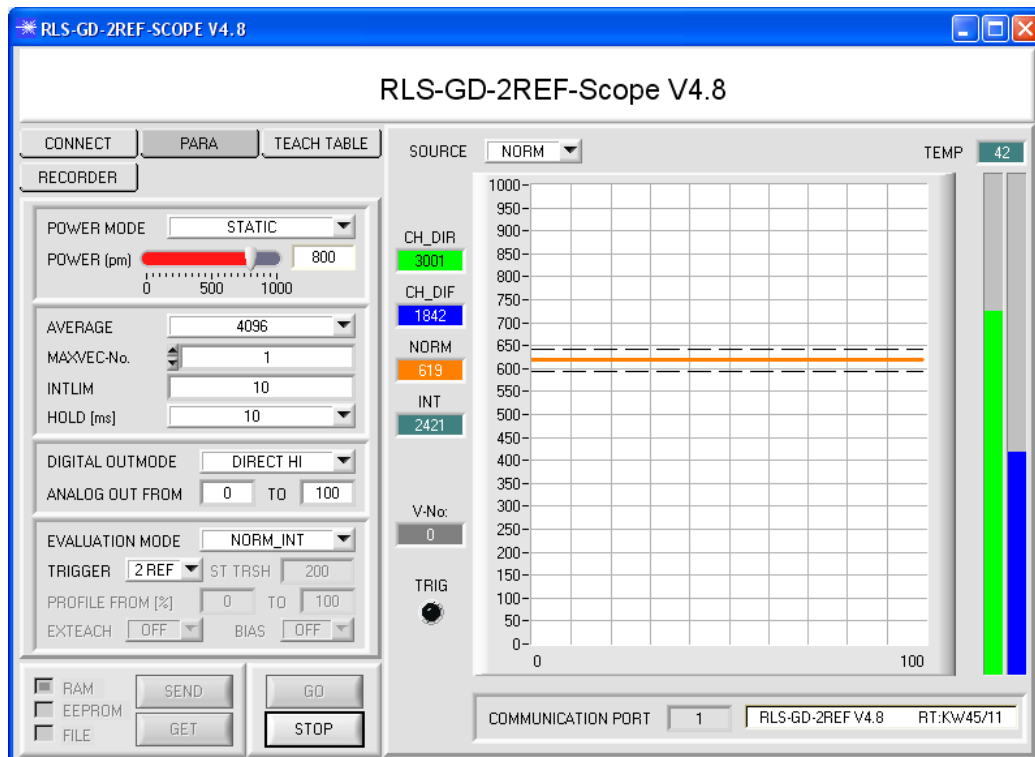 RLS-GD-2REF-SCOPE V4.8
RLS-GD-2REF-Scope V4.8
CONNECT PARA TEACH TABLE
RECORDER
POWER MODE STATIC
POWER (pm) 800
0 500 1000
AVERAGE 4096
MAXVEC-No. 1
INTLIM 10
HOLD [ms] 10
DIGITAL OUTMODE DIRECT HI
ANALOG OUT FROM 0 TO 100
EVALUATION MODE NORM_INT
TRIGGER 2 REF ST TRSH 200
PROFILE FROM [%] 0 TO 100
EXTEACH OFF BIAS OFF
RAM
EEPROM
FILE
SEND
GET
GO
STOP
SOURCE NORM
TEMP 42
CH_DIR
3001
CH_DIF
1842
NORM
619
INT
2421
V-No:
0
TRIG
1000
950
900
850
800
750
700
650
600
550
500
450
400
350
300
250
200
150
100
50
0
0 100
COMMUNICATION PORT 1 RLS-GD-2REF V4.8 RT:KW45/11